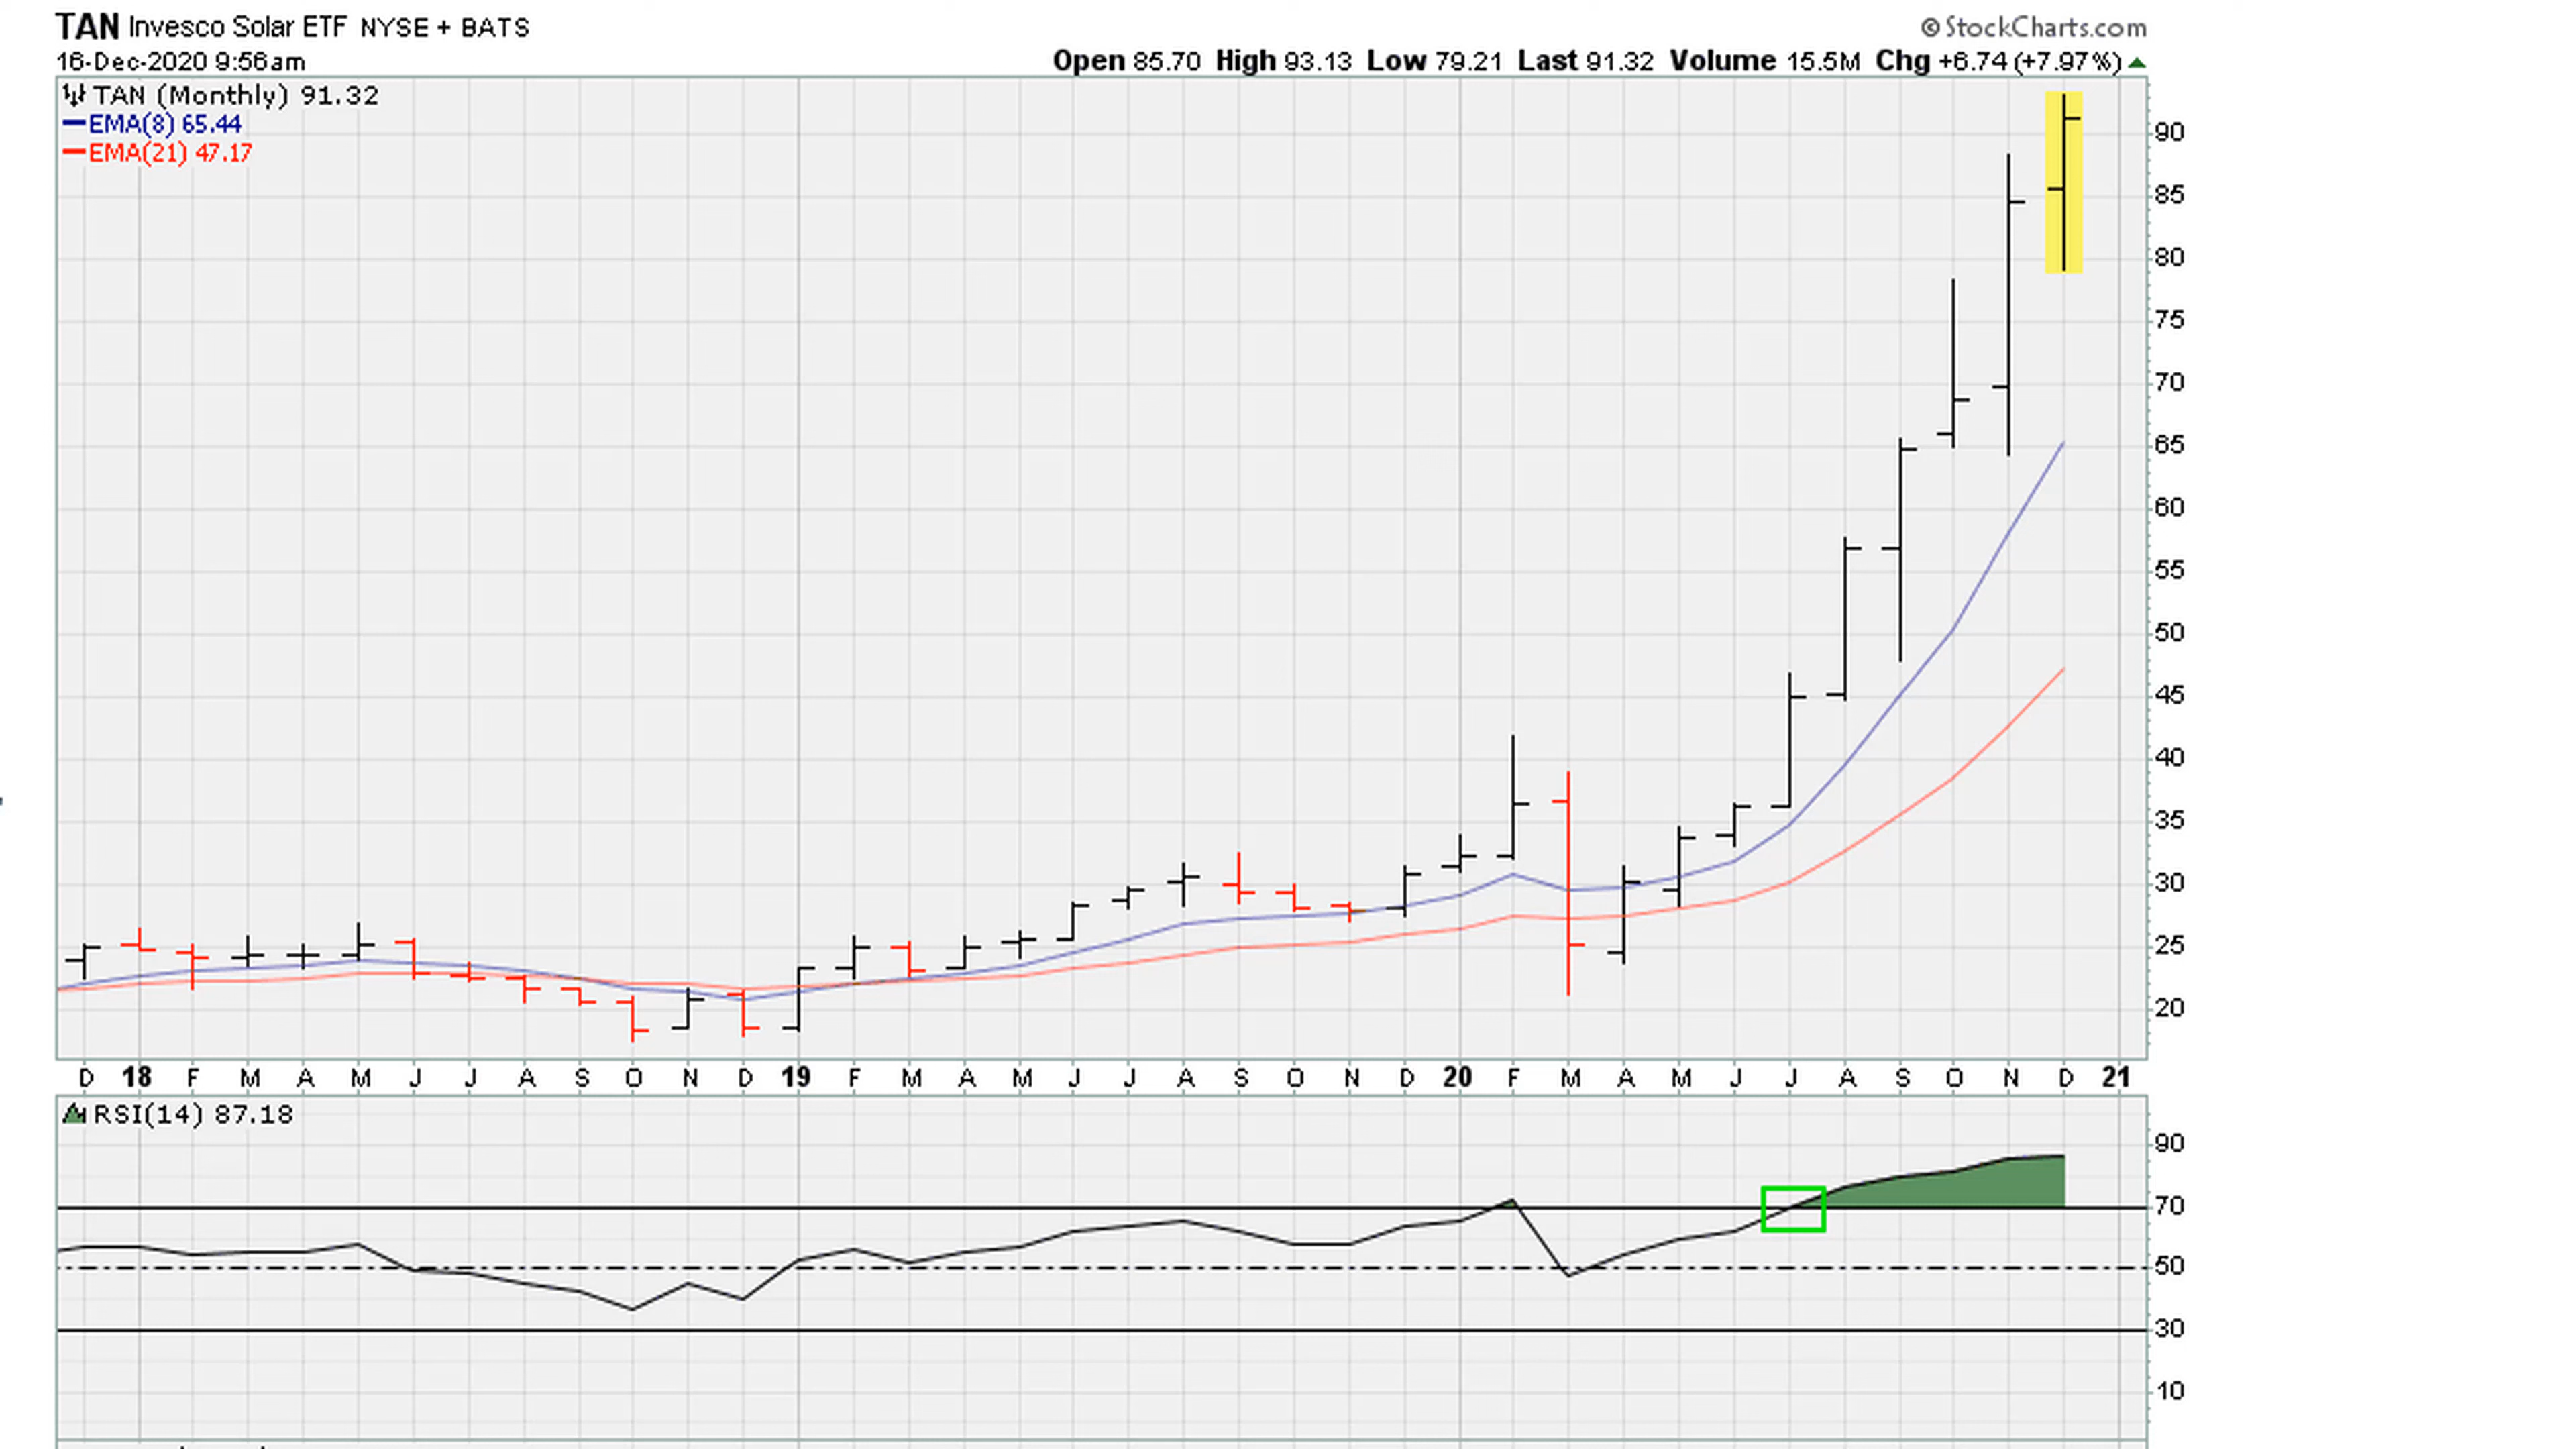 TAN Invesco Solar ETF NYSE + BATS
© StockCharts.com
16-Dec-2020 9:56am
Open 85.70 High 93.13 Low 79.21 Last 91.32 Volume 15.5M Chg +6.74 (+7.97%)
TAN (Monthly) 91.32
EMA(8) 65.44
EMA(21) 47.17
90
85
80
75
70
65
60
55
50
45
40
35
30
25
20
D 18 F M A M J J A S O N D 19 F M A M J J A S O N D 20 F M A M J J A S O N D 21
RSI(14) 87.18
90
70
50
30
10